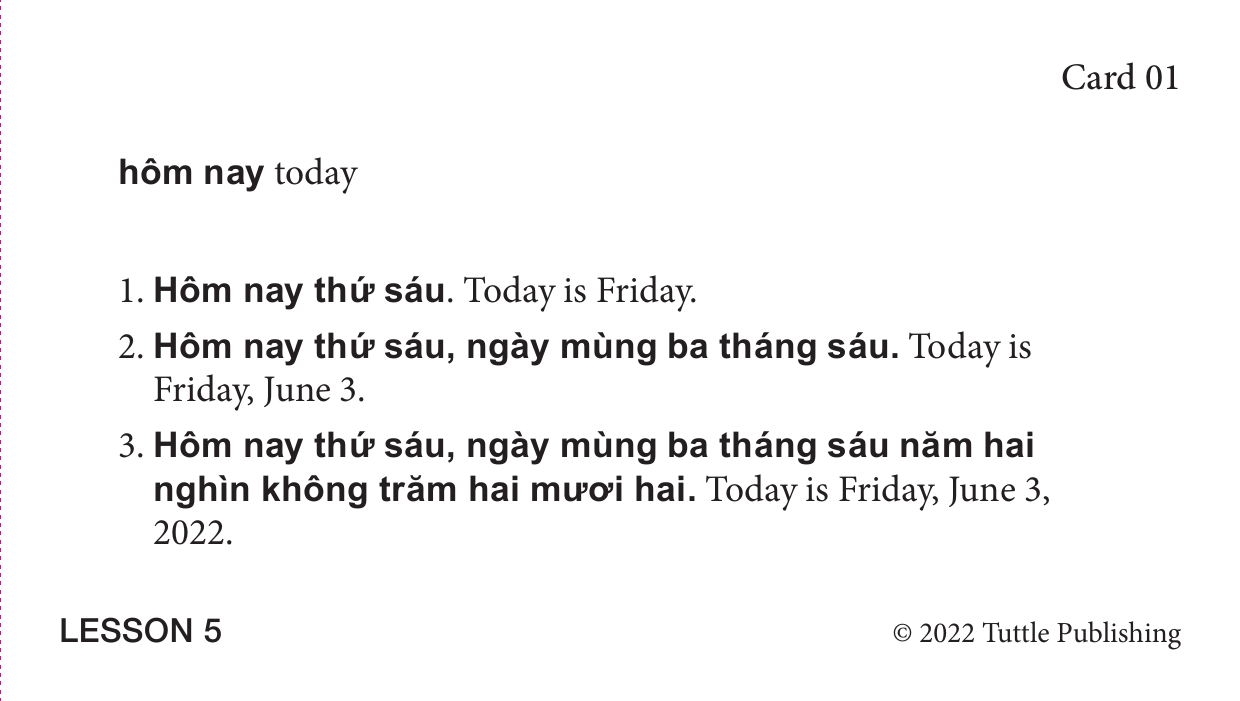 Card 01
hôm nay today
1. Hôm nay thứ sáu. Today is Friday.
2. Hôm nay thứ sáu, ngày mùng ba tháng sáu. Today is
Friday, June 3.
3. Hôm nay thứ sáu, ngày mùng ba tháng sáu năm hai
nghìn không trăm hai mươi hai. Today is Friday, June 3,
2022.
LESSON 5
© 2022 Tuttle Publishing